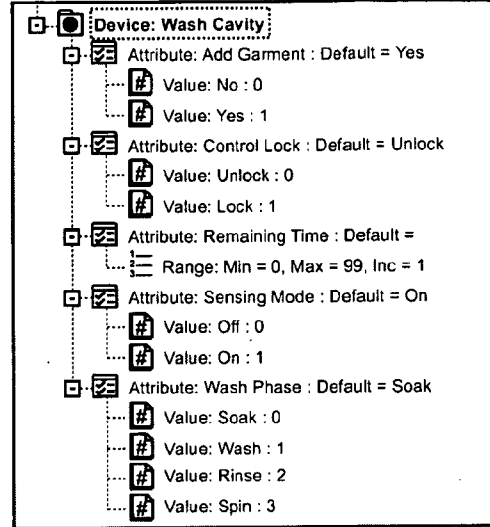 Device: Wash Cavity
Attribute: Add Garment : Default = Yes
# Value: No : 0
# Value: Yes : 1
Attribute: Control Lock : Default = Unlock
# Value: Unlock : 0
# Value: Lock : 1
Attribute: Remaining Time : Default =
1 2 3 Range: Min = 0, Max = 99, Inc = 1
Attribute: Sensing Mode : Default = On
# Value: Off : 0
# Value: On : 1
Attribute: Wash Phase : Default = Soak
# Value: Soak : 0
# Value: Wash : 1
# Value: Rinse : 2
# Value: Spin : 3